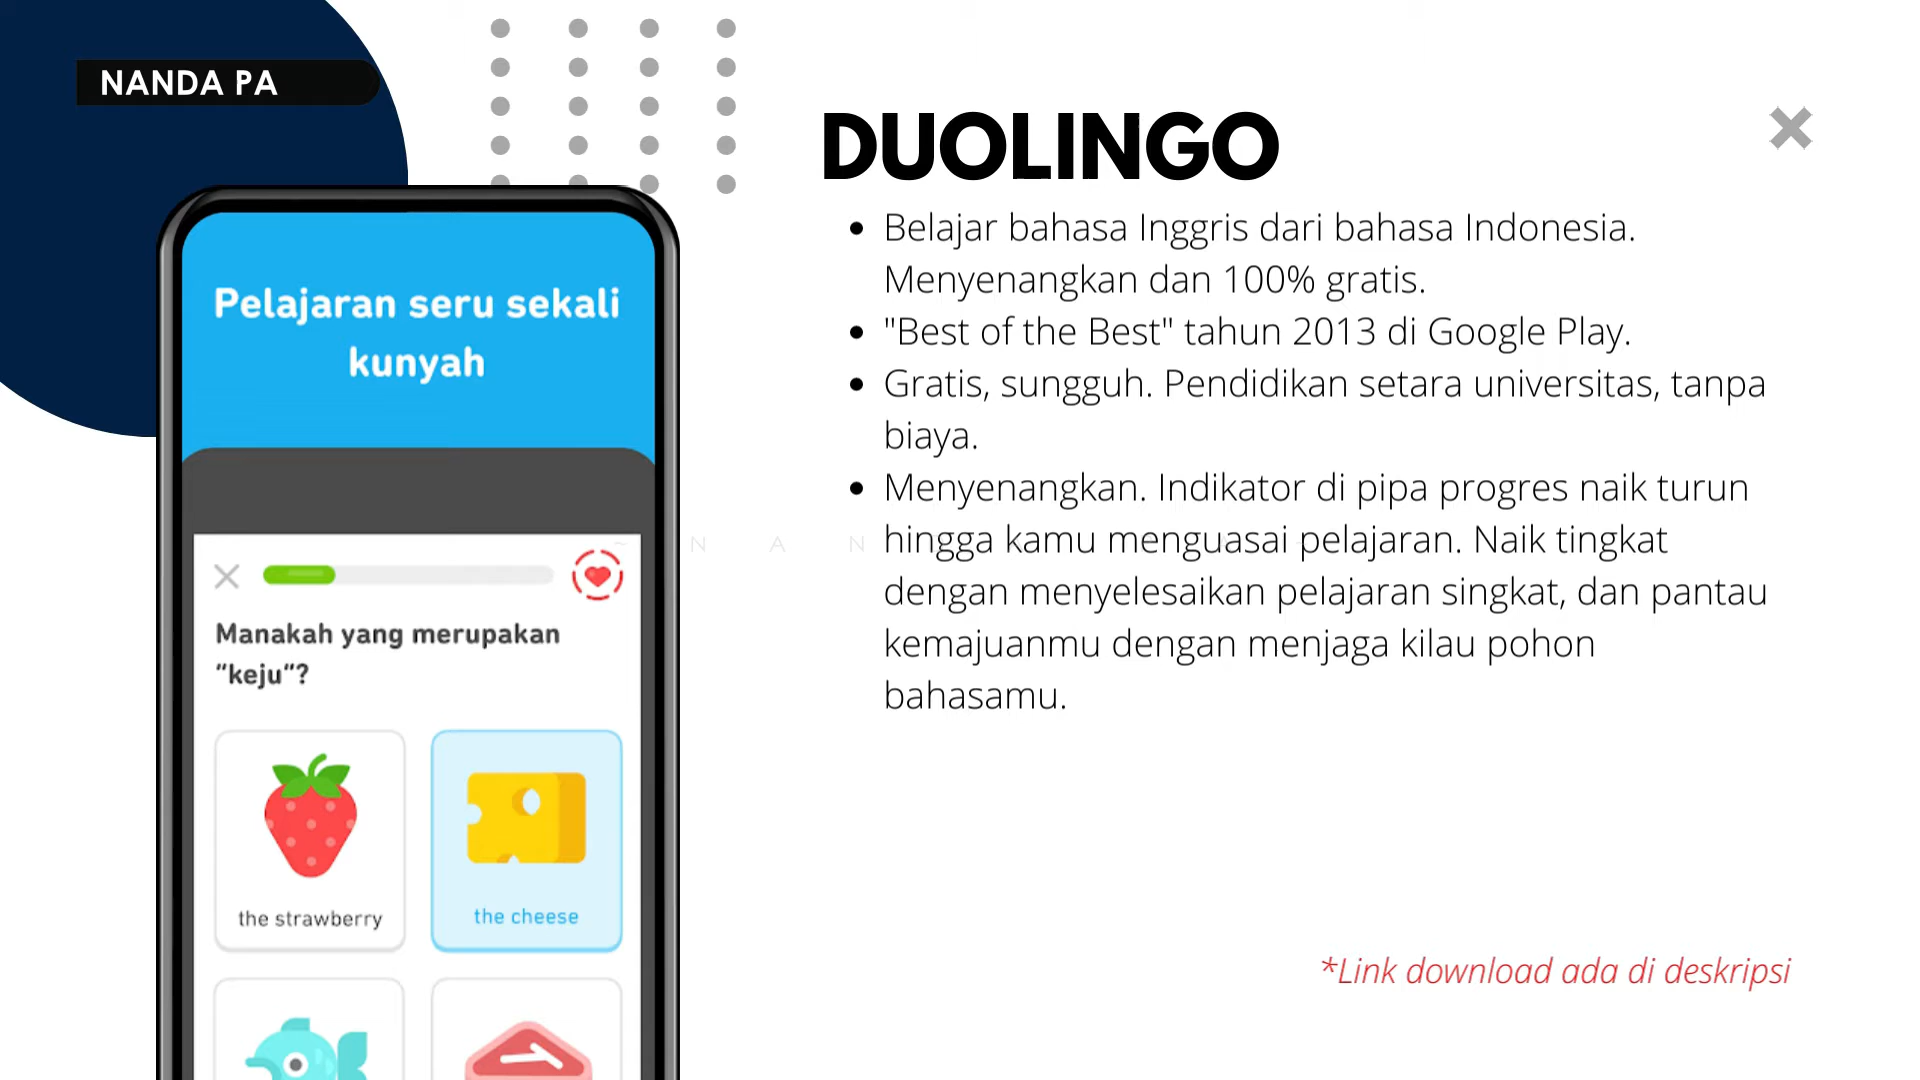 NANDA PA
DUOLINGO
Belajar bahasa Inggris dari bahasa Indonesia.
Menyenangkan dan 100% gratis.
"Best of the Best" tahun 2013 di Google Play.
Gratis, sungguh. Pendidikan setara universitas, tanpa
biaya.
Menyenangkan. Indikator di pipa progres naik turun
hingga kamu menguasai pelajaran. Naik tingkat
dengan menyelesaikan pelajaran singkat, dan pantau
kemajuanmu dengan menjaga kilau pohon
bahasamu.
Pelajaran seru sekali
kunyah
Manakah yang merupakan
"keju"?
the strawberry
the cheese
*Link download ada di deskripsi